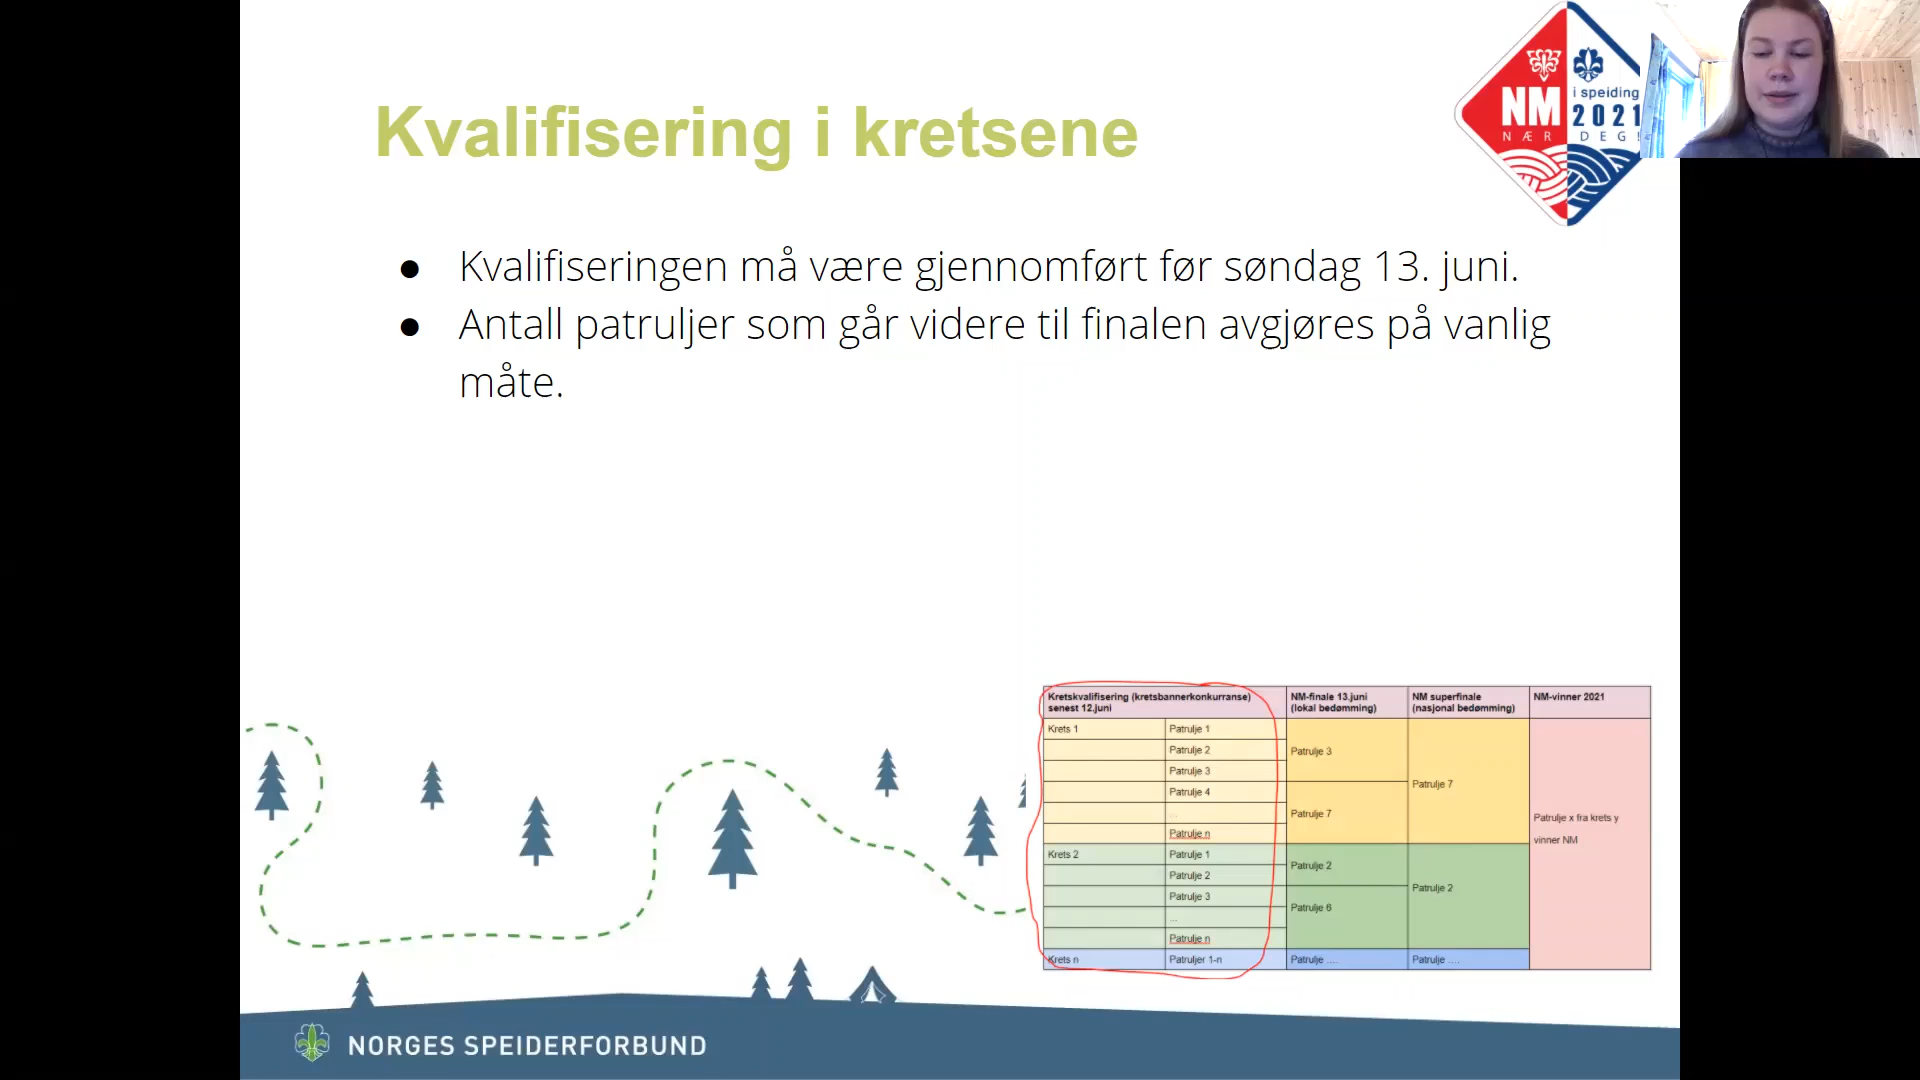 Kvalifisering i kretsene
NM
NÆR
i speiding
2021
DEG!
● Kvalifiseringen må være gjennomført før søndag 13. juni.
● Antall patruljer som går videre til finalen avgjøres på vanlig
måte.
Kretskvalifisering (kretsbannerkonkurranse)
senest 12.juni
NM-finale 13.juni
(lokal bedømming)
NM superfinale
(nasjonal bedømming)
NM-vinner 2021
Krets 1
Patrulje 1
Patrulje 2
Patrulje 3
Patrulje 4
...
Patrulje n
Patrulje 3
Patrulje 7
Patrulje 7
Krets 2
Patrulje 1
Patrulje 2
Patrulje 3
...
Patrulje n
Patrulje 2
Patrulje 6
Patrulje 2
Krets n
Patruljer 1-n
Patrulje ....
Patrulje ....
Patrulje x fra krets y
vinner NM
NORGES SPEIDERFORBUND